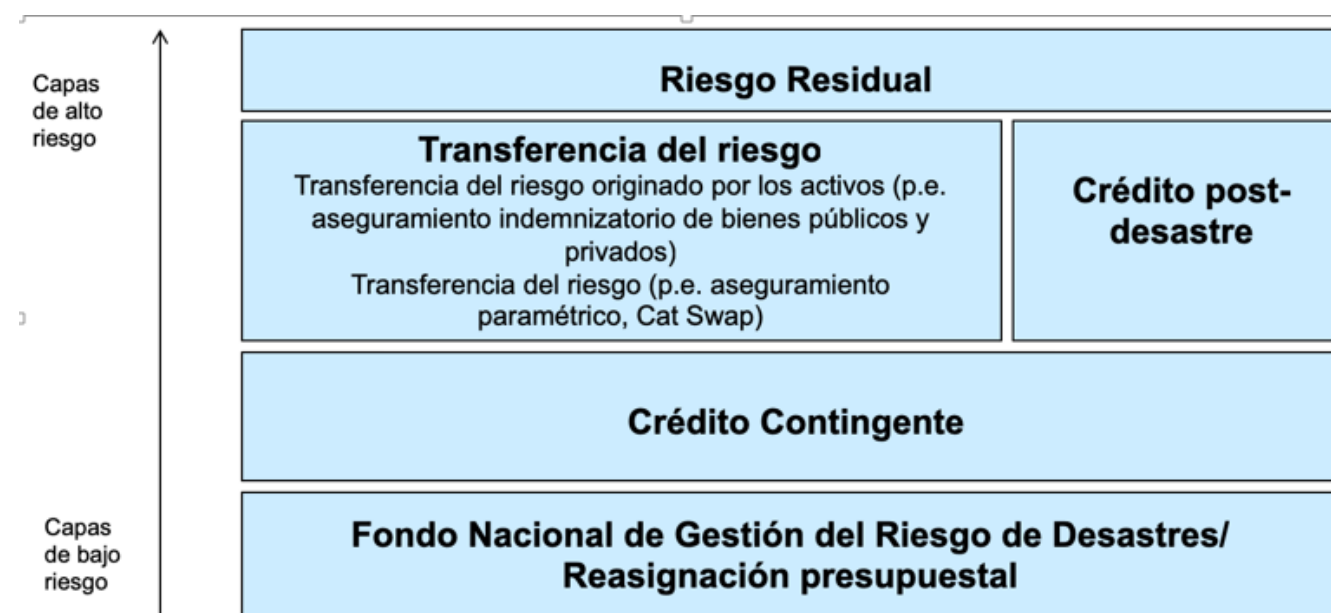 Capas
de alto
riesgo
Riesgo Residual
Transferencia del riesgo
Transferencia del riesgo originado por los activos (p.e.
aseguramiento indemnizatorio de bienes públicos y
privados)
Transferencia del riesgo (p.e. aseguramiento
paramétrico, Cat Swap)
Crédito post-
desastre
Crédito Contingente
Capas
de bajo
riesgo
Fondo Nacional de Gestión del Riesgo de Desastres/
Reasignación presupuestal